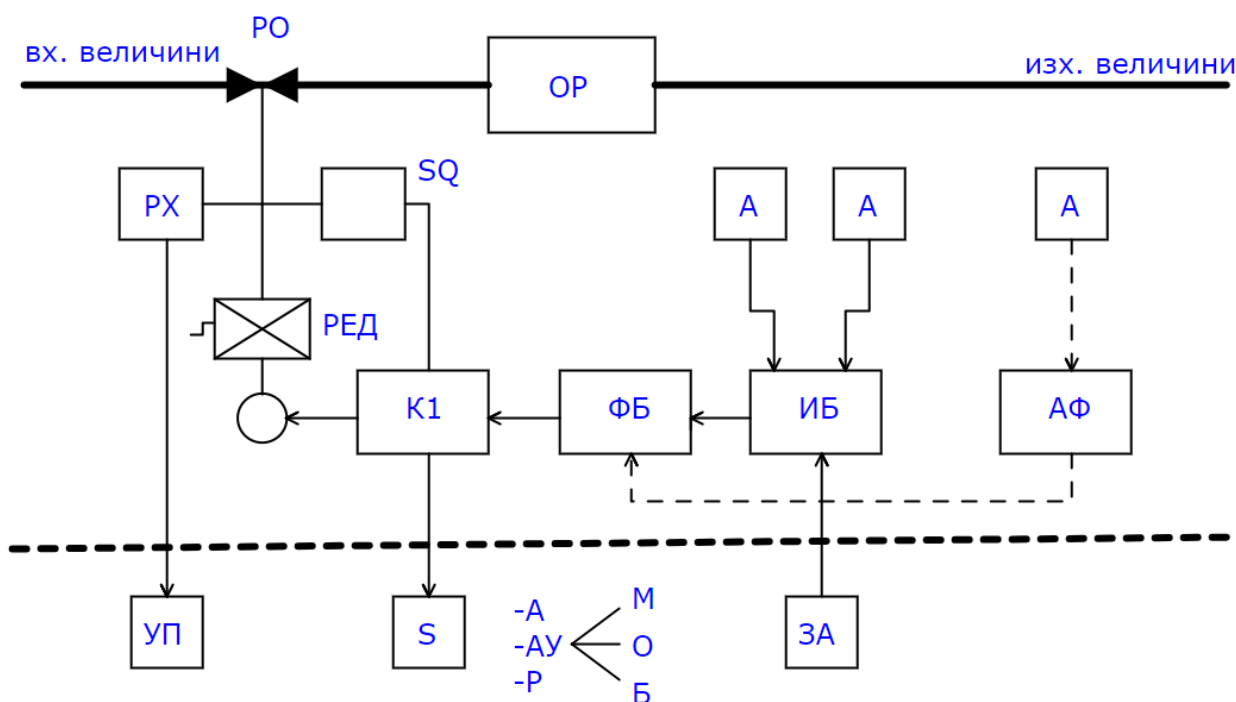 РО
вх. величини
изх. величини
ОР
РХ
SQ
А
А
А
РЕД
К1
ФБ
ИБ
АФ
УП
S
-А
-АУ
-Р
М
О
Б
ЗА